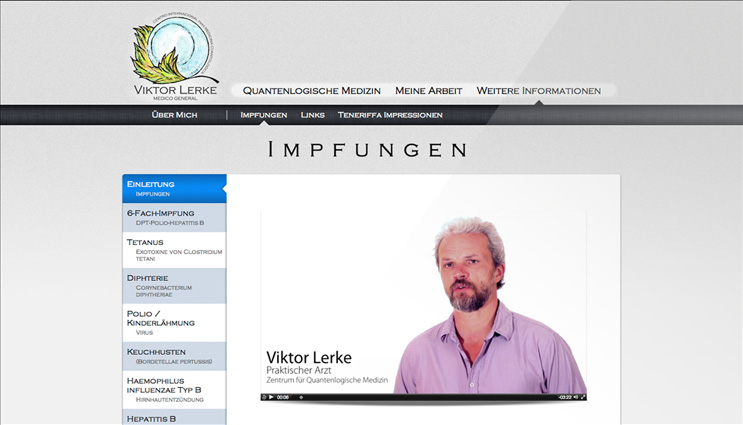 Viktor Lerke
Medico General
Quantenlogische Medizin Meine Arbeit Weitere Informationen
Über Mich Impfungen Links Teneriffa Impressionen
Impfungen
Einleitung
Impfungen
6-Fach-Impfung
DPT-Polio-Hepatitis B
Tetanus
Exotoxine von Clostrdium
tetani
Diphterie
Corynebacterium
diphtheriae
Polio /
Kinderlähmung
Virus
Keuchhusten
(Bordetellae pertussis)
Haemophilus
influenzae Typ B
Hirnhautentzündung
Hepatitis B
Viktor Lerke
Praktischer Arzt
Zentrum für Quantenlogische Medizin
00:06 -03:22